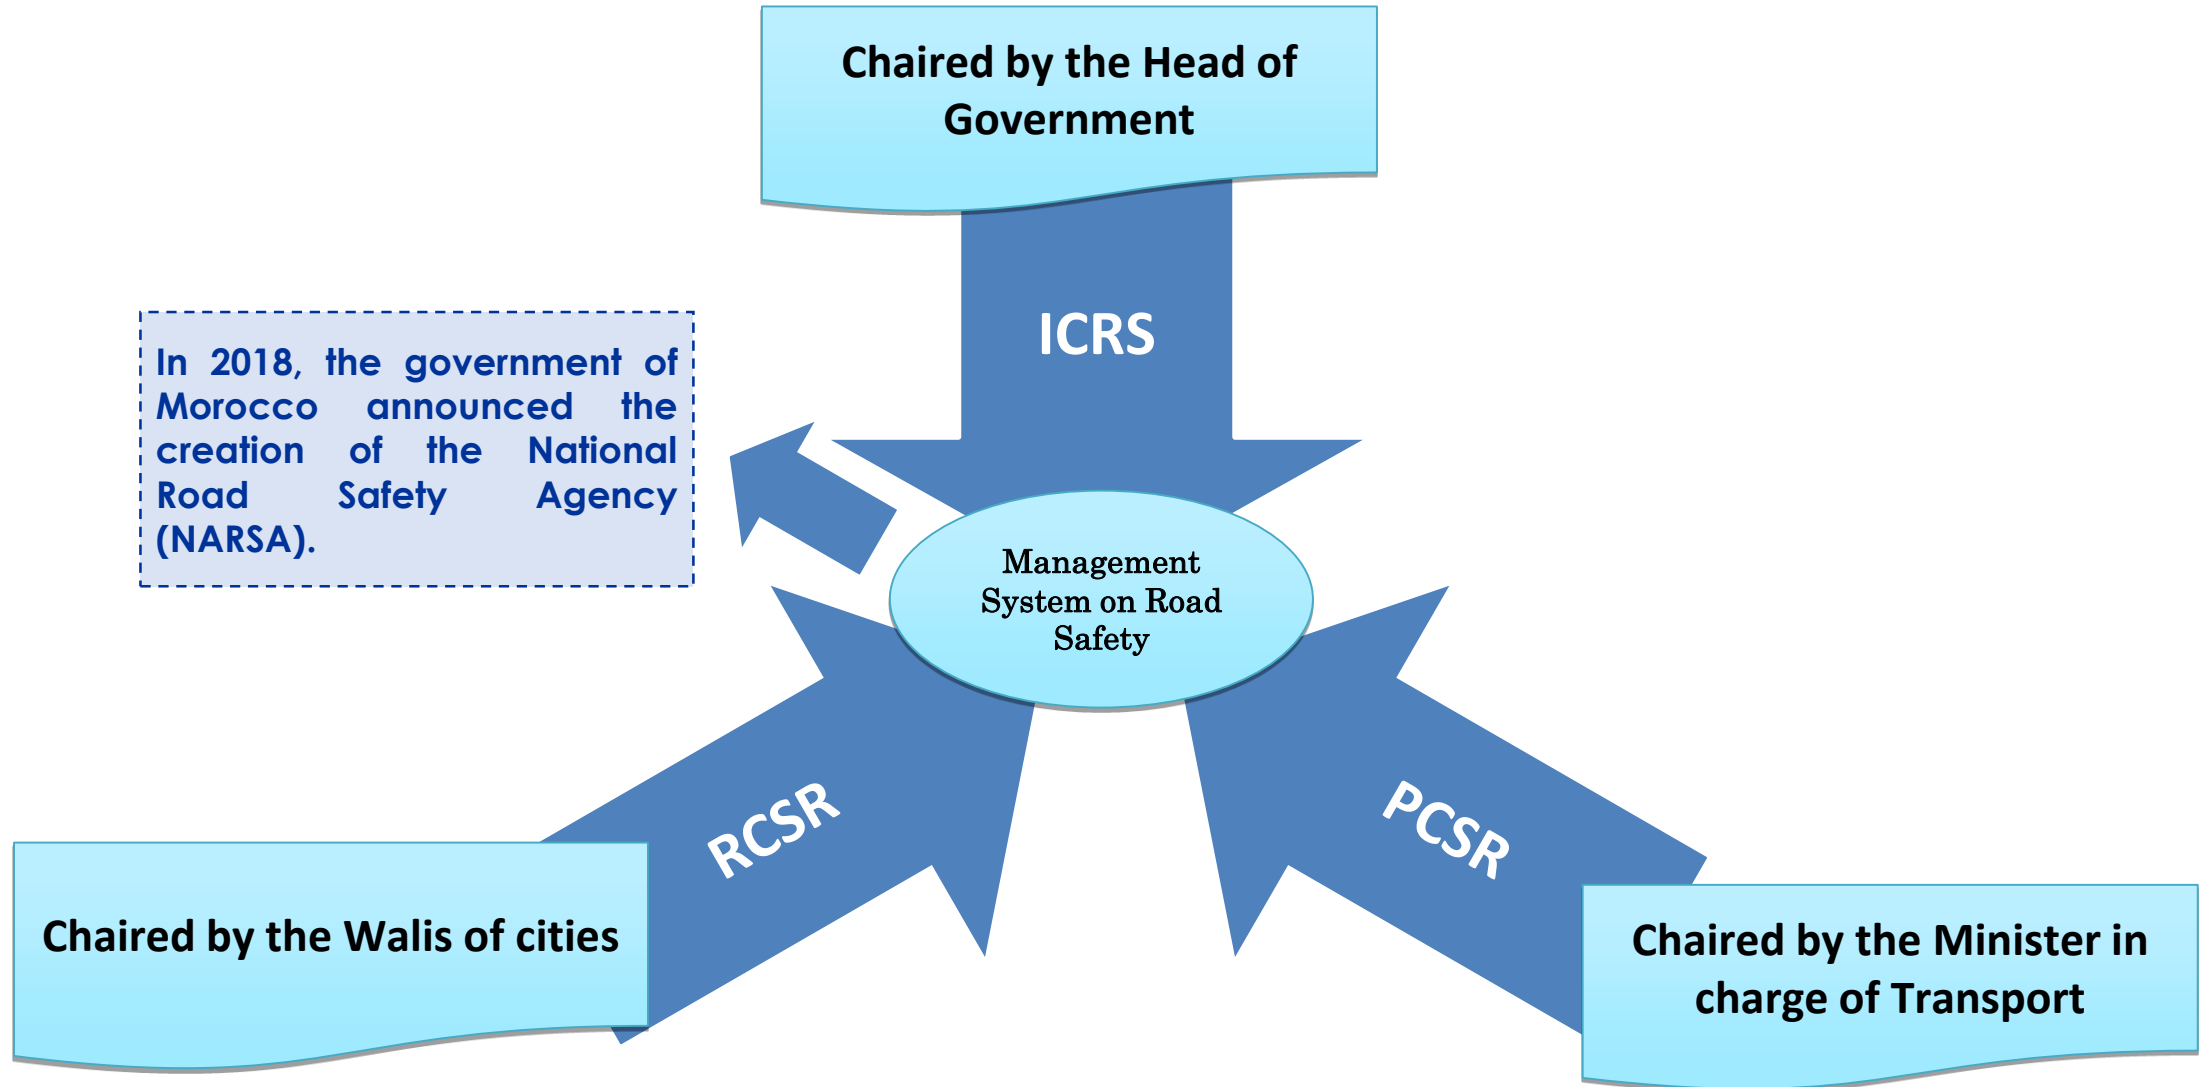 Chaired by the Head of
Government
ICRS
In 2018, the government of
Morocco announced the
creation of the National
Road Safety Agency
(NARSA).
Management
System on Road
Safety
RCSR
PCSR
Chaired by the Walis of cities
Chaired by the Minister in
charge of Transport